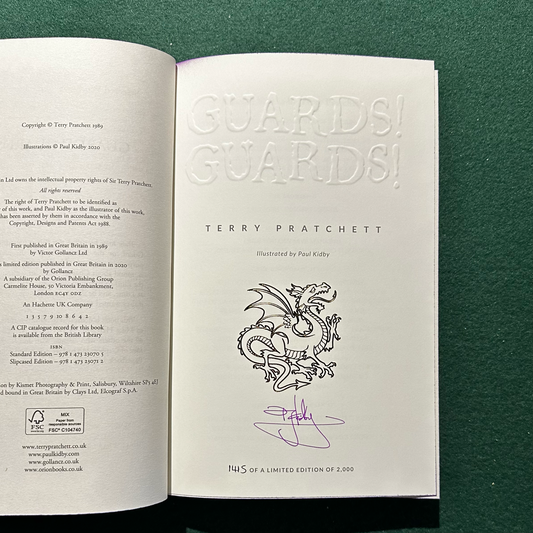 Copyright © Terry Pratchett 1989
Illustrations © Paul Kidby 2020
n Ltd owns the intellectual property rights of Sir Terry Pratchett.
All rights reserved
The right of Terry Pratchett to be identified as
of this work, and Paul Kidby as the illustrator of this work,
has been asserted by them in accordance with the
Copyright, Designs and Patents Act 1988.
First published in Great Britain in 1989
by Victor Gollancz Ltd
limited edition published in Great Britain in 2020
by Gollancz
A subsidiary of the Orion Publishing Group
Carmelite House, 50 Victoria Embankment,
London EC4Y 0DZ
An Hachette UK Company
1 3 5 7 9 10 8 6 4 2
A CIP catalogue record for this book
is available from the British Library
ISBN
Standard Edition – 978 1 473 23070 5
Slipcased Edition – 978 1 473 23071 2
on by Kismet Photography & Print, Salisbury, Wiltshire SP5
d bound in Great Britain by Clays Ltd, Elcograf S.p.A.
FSC
www.fsc.org
MIX
Paper from
responsible sources
FSC® C104740
www.terrypratchett.co.uk
www.paulkidby.com
www.gollancz.co.uk
www.orionbooks.co.uk
GUARDS!
GUARDS!
TERRY PRATCHETT
Illustrated by Paul Kidby
1415 OF A LIMITED EDITION OF 2,000